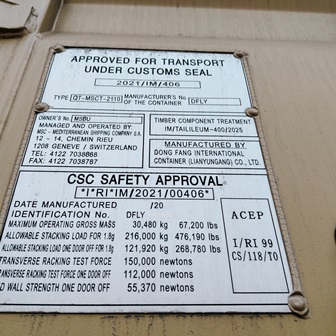 APPROVED FOR TRANSPORT
UNDER CUSTOMS SEAL
2021/IM/406
TYPE QT-MSCT-2110 MANUFACTURER'S No OF THE CONTAINER DFLY
OWNER'S No MSBU
MANAGED AND OPERATED BY:
MSC - MEDITERRANEAN SHIPPING COMPANY S.A.
12 - 14, CHEMIN RIEU
1208 GENEVE / SWITZERLAND
TEL: 4122 7038888
FAX: 4122 7038787
TIMBER COMPONENT TREATMENT
IM/TAILILEUM-400/2025
MANUFACTURED BY
DONG FANG INTERNATIONAL
CONTAINER (LIANYUNGANG) CO., LTD.
CSC SAFETY APPROVAL
*I*RI*IM/2021/00406*
DATE MANUFACTURED /20
IDENTIFICATION No. DFLY
MAXIMUM OPERATING GROSS MASS 30,480 kg 67,200 lbs
ALLOWABLE STACKING LOAD FOR 1.8g 216,000 kg 476,190 lbs
ALLOWABLE STACKING LOAD ONE DOOR OFF FOR 1.8g 121,920 kg 268,780 lbs
TRANSVERSE RACKING TEST FORCE 150,000 newtons
TRANSVERSE RACKING ONE DOOR OFF 112,000 newtons
WALL STRENGTH ONE DOOR OFF 55,370 newtons
ACEP
I/RI 99
CS/118/TO